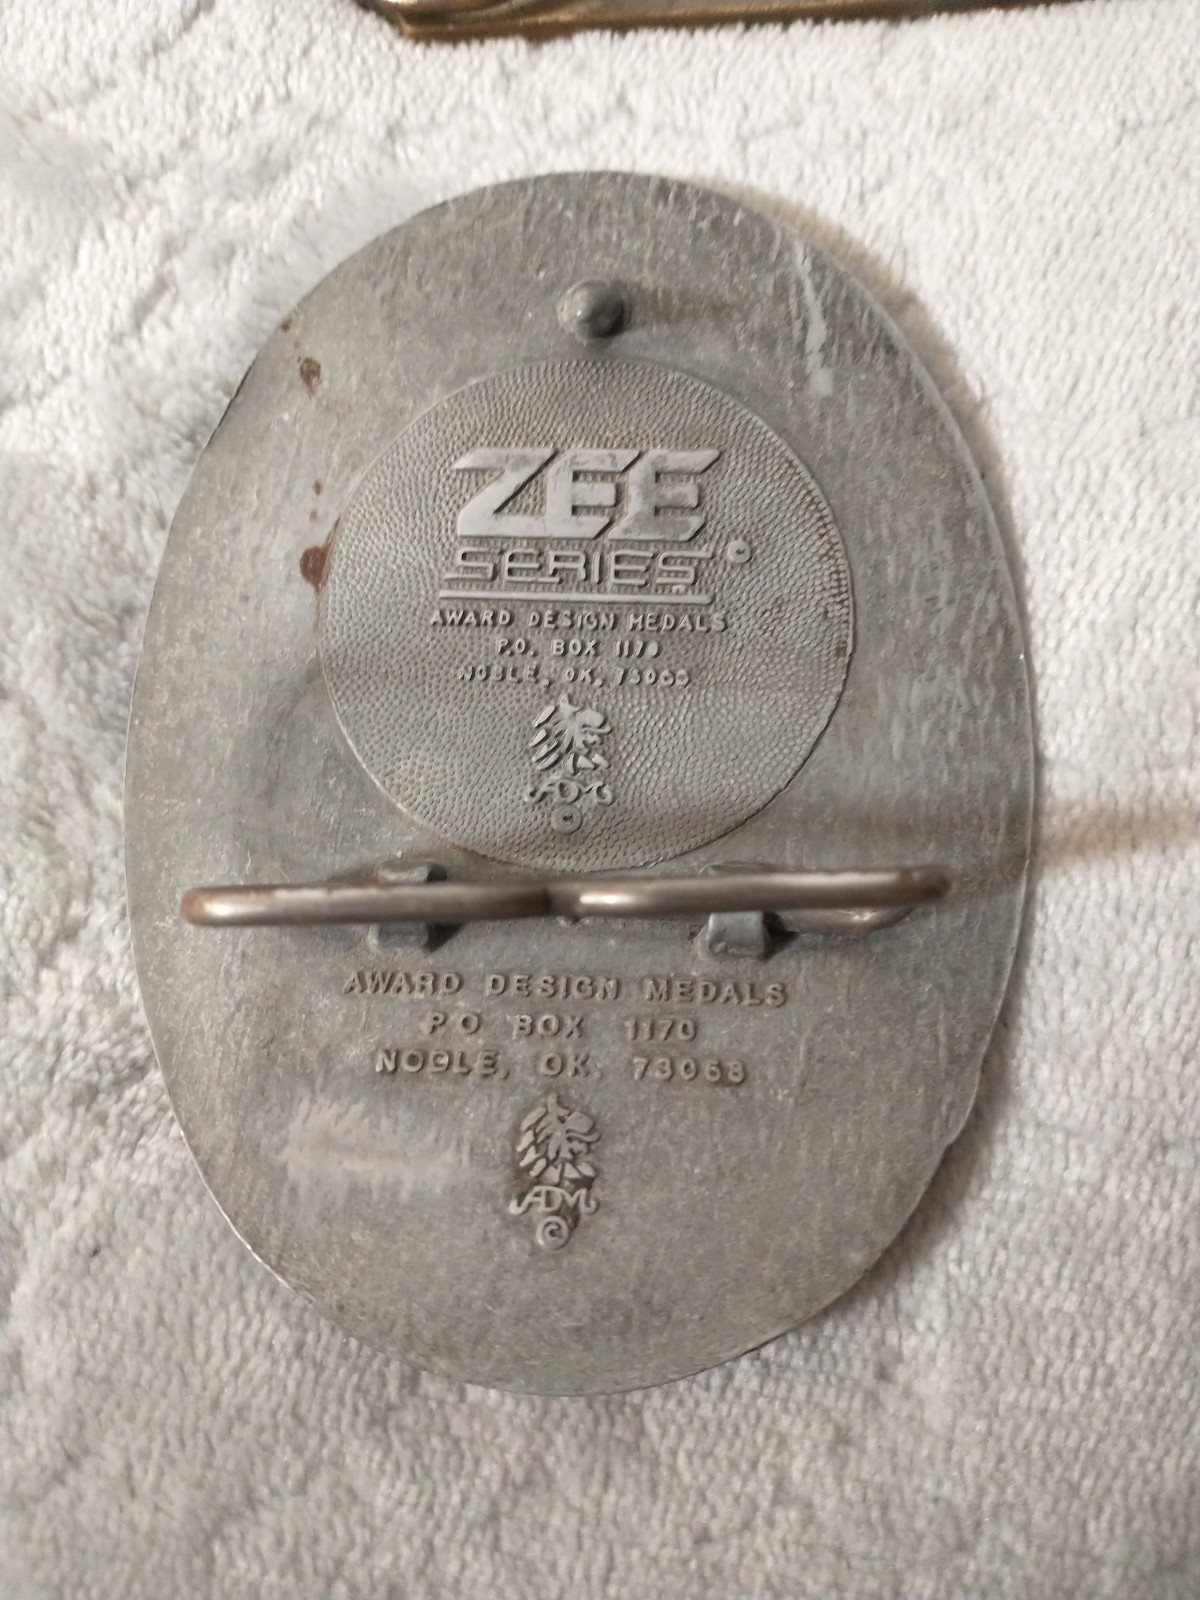 ZEE
SERIES ©
AWARD DESIGN MEDALS
P.O. BOX 1170
NOBLE, OK, 73068
ADM
©
AWARD DESIGN MEDALS
P O BOX 1170
NOBLE, OK, 73068
ADM
©